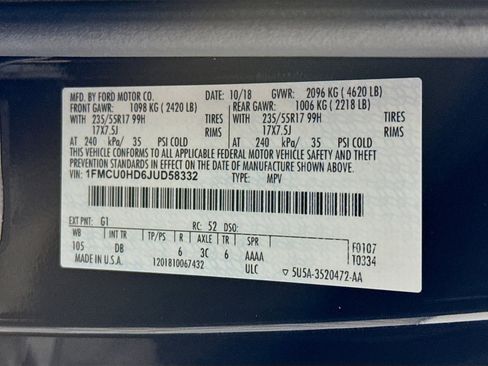 MFD. BY FORD MOTOR CO. 10/18 GVWR: 2096 KG ( 4620 LB)
FRONT GAWR: 1098 KG ( 2420 LB) REAR GAWR: 1006 KG ( 2218 LB)
WITH 235/55R17 99H TIRES WITH 235/55R17 99H TIRES
17X7.5J RIMS 17X7.5J RIMS
AT 240 kPa/ 35 PSI COLD AT 240 kPa/ 35 PSI COLD
THIS VEHICLE CONFORMS TO ALL APPLICABLE FEDERAL MOTOR VEHICLE SAFETY AND
THEFT PREVENTION STANDARDS IN EFFECT ON THE DATE OF MANUFACTURE SHOWN ABOVE.
VIN: 1FMCU0HD6JUD58332 TYPE: MPV
EXT PNT: G1 RC: 52 DSO: F0107
WB INT TR TP/PS R AXLE TR SPR T0334
105 DB 6 3C 6 AAAA
MADE IN U.S.A. 1201810067432 ULC 5U5A-3520472-AA